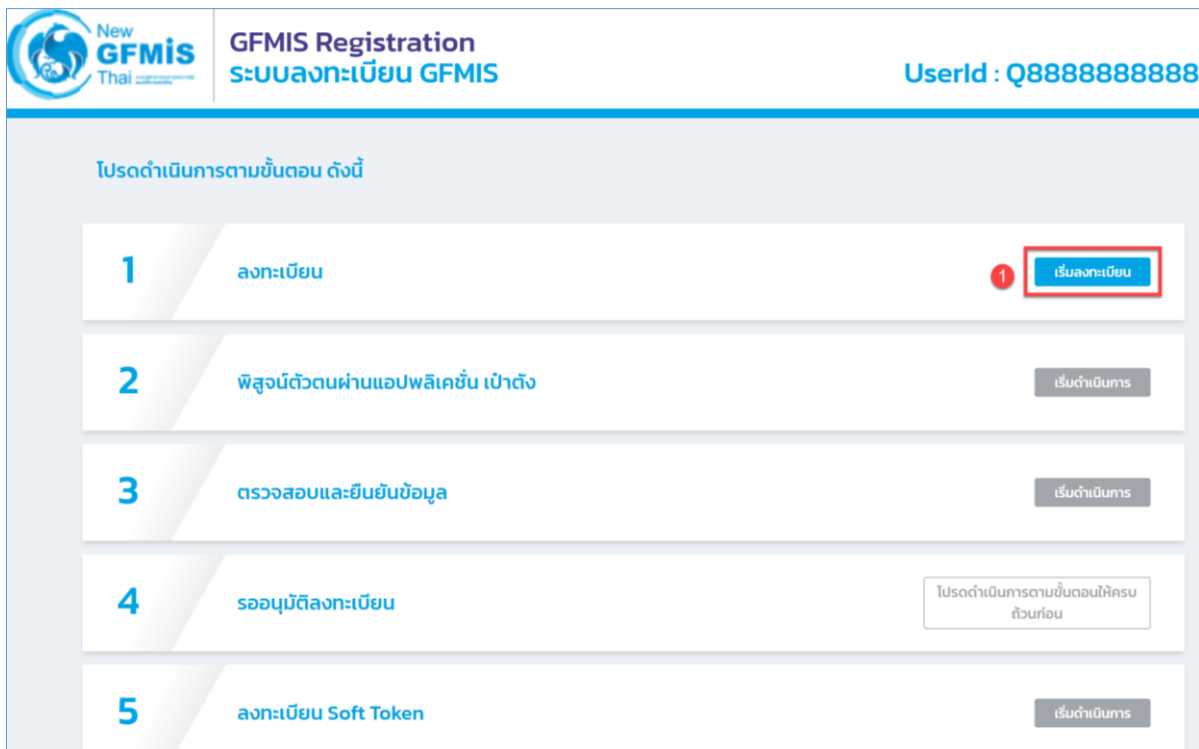 New
GFMIS
Thai
GFMIS Registration
ระบบลงทะเบียน GFMIS
UserId : Q8888888888
โปรดดำเนินการตามขั้นตอน ดังนี้
1
ลงทะเบียน
1
เริ่มลงทะเบียน
2
พิสูจน์ตัวตนผ่านแอปพลิเคชั่น เป๋าตัง
เริ่มดำเนินการ
3
ตรวจสอบและยืนยันข้อมูล
เริ่มดำเนินการ
4
รออนุมัติลงทะเบียน
โปรดดำเนินการตามขั้นตอนให้ครบ
ถ้วนก่อน
5
ลงทะเบียน Soft Token
เริ่มดำเนินการ